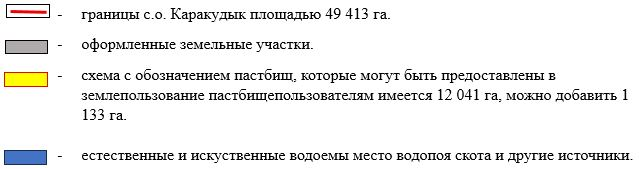 - границы с.о. Каракудык площадью 49 413 га.
- оформленные земельные участки.
- схема с обозначением пастбищ, которые могут быть предоставлены в
землепользование пастбищепользователям имеется 12 041 га, можно добавить 1
133 га.
- естественные и искуственные водоемы место водопоя скота и другие источники.